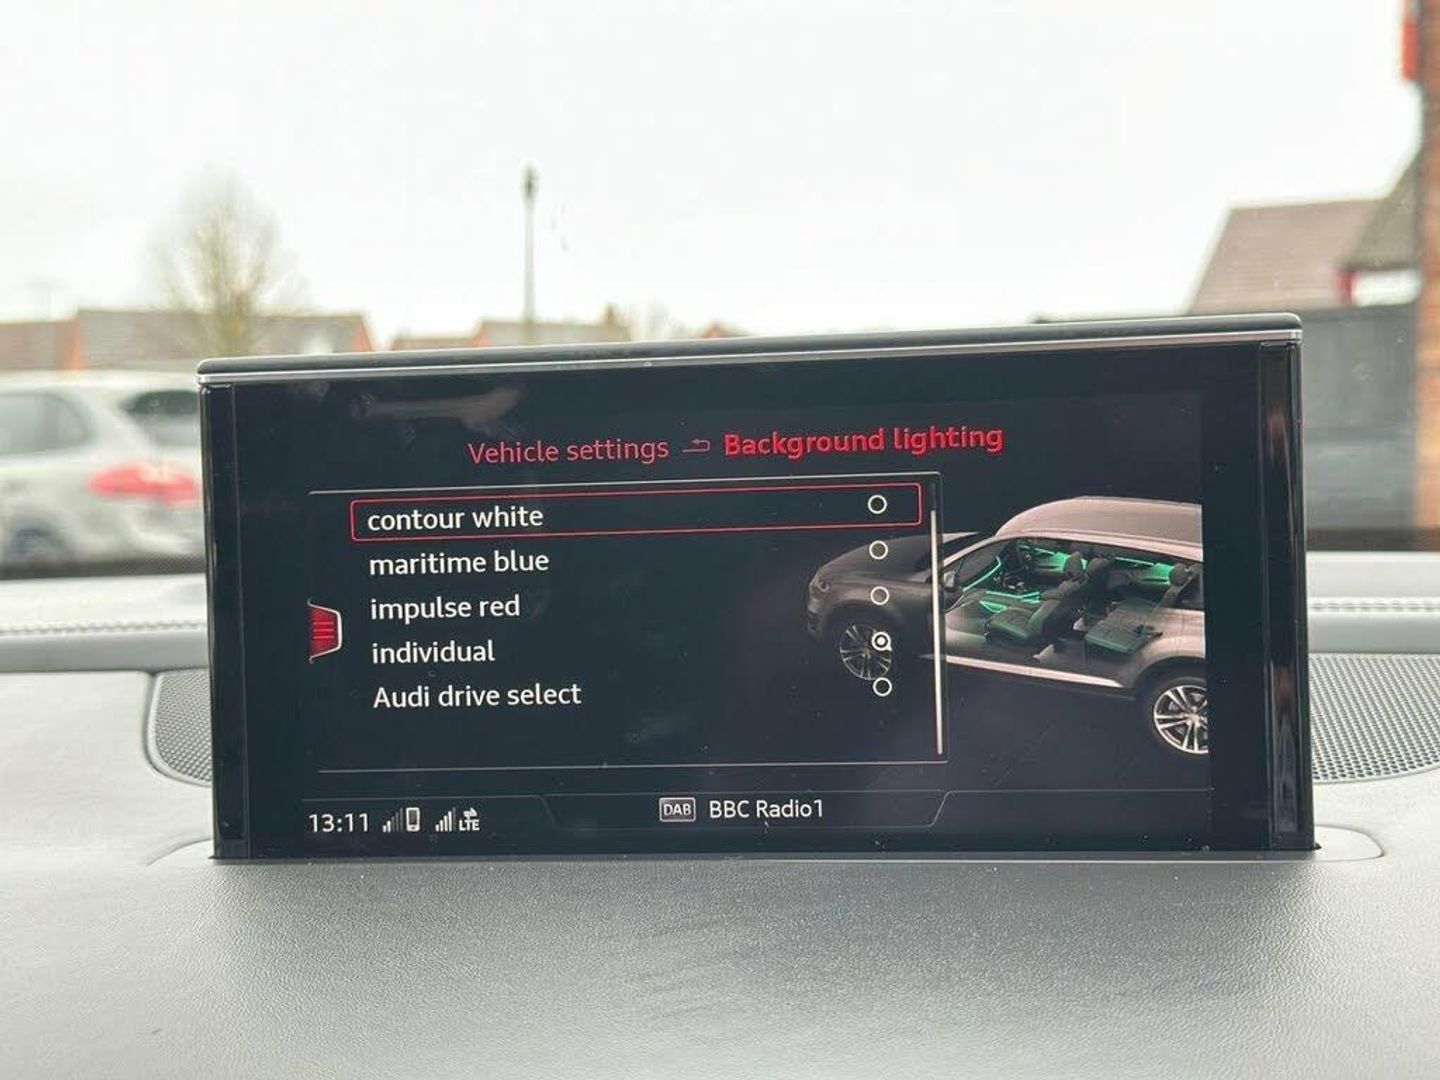 Vehicle settings Background lighting
contour white
maritime blue
impulse red
individual
Audi drive select
13:11 LTE DAB BBC Radio1